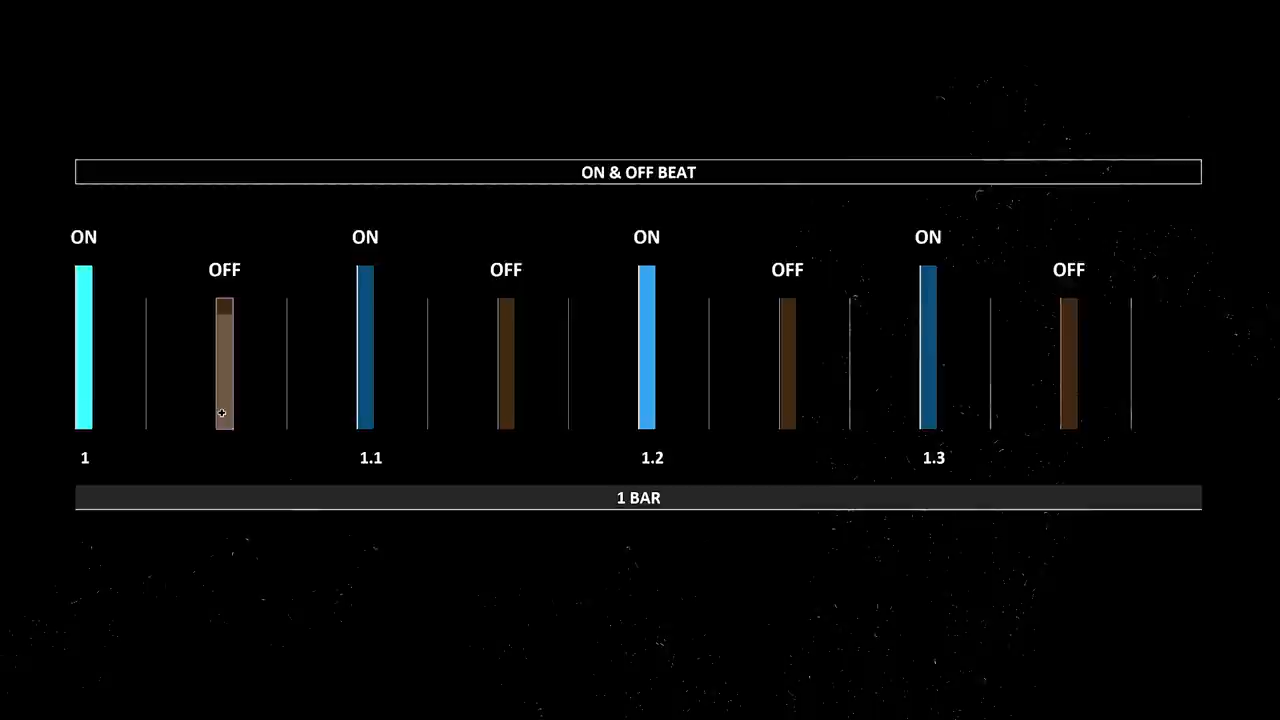 ON & OFF BEAT
ON ON ON ON
OFF OFF OFF OFF
1 1.1 1.2 1.3
1 BAR